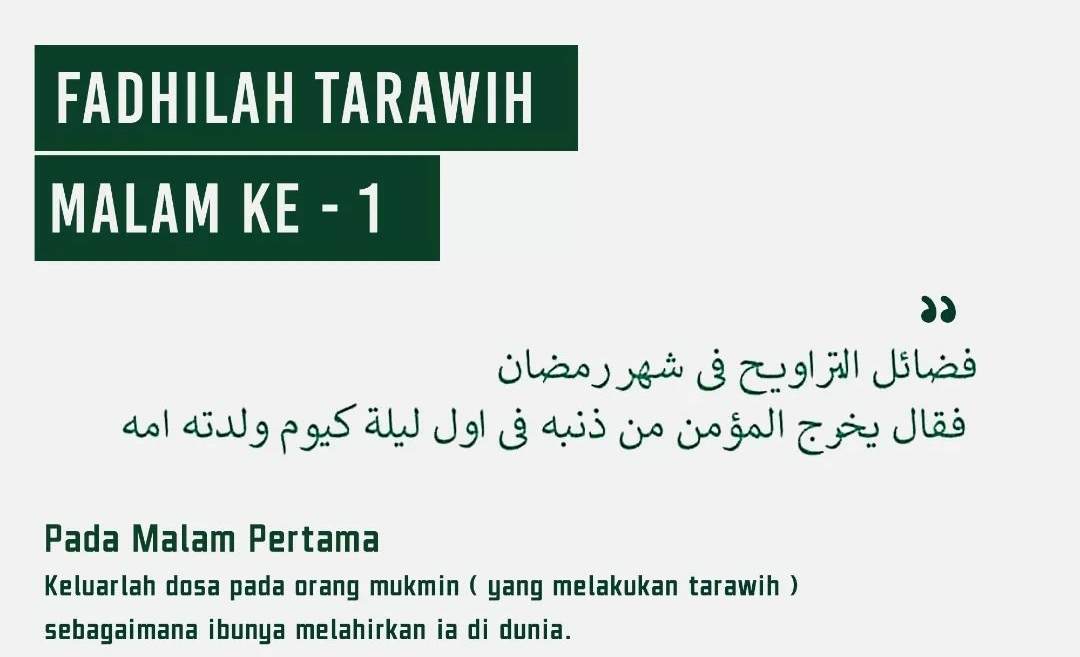 FADHILAH TARAWIH
MALAM KE - 1
”
فضائل التراويح فى شهر رمضان
فقال يخرج المؤمن من ذنبه فى اول ليلة كيوم ولدته امه
Pada Malam Pertama
Keluarlah dosa pada orang mukmin ( yang melakukan tarawih )
sebagaimana ibunya melahirkan ia di dunia.